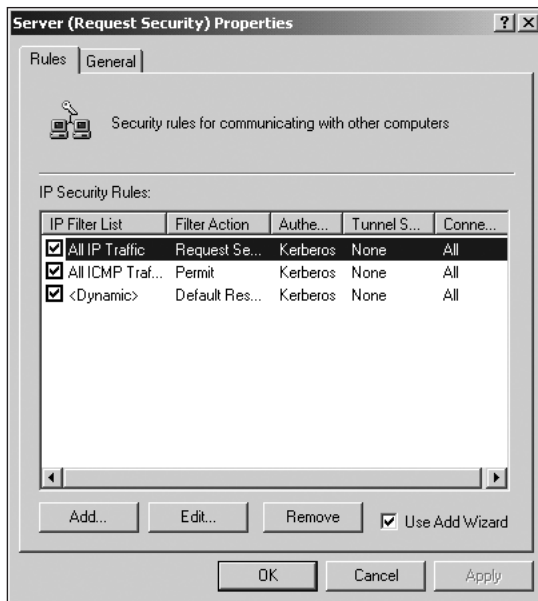 Server (Request Security) Properties
Rules General
Security rules for communicating with other computers
IP Security Rules:
IP Filter List Filter Action Authe... Tunnel S... Conne...
All IP Traffic Request Se... Kerberos None All
All ICMP Traf... Permit Kerberos None All
<Dynamic> Default Res... Kerberos None All
Add... Edit... Remove Use Add Wizard
OK Cancel Apply